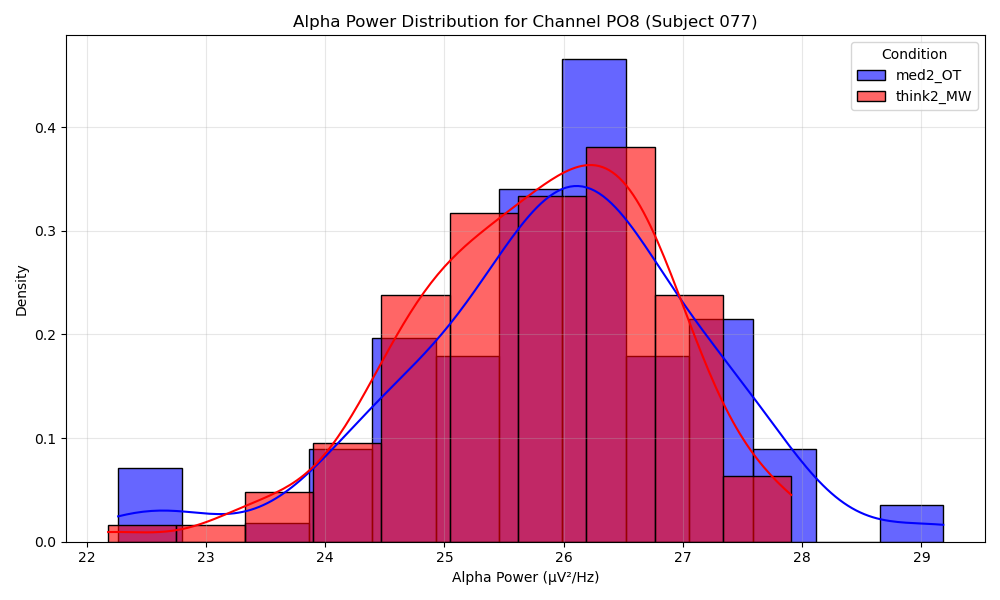 Alpha Power Distribution for Channel PO8 (Subject 077)
Condition
med2_OT
think2_MW
Density
0.4
0.3
0.2
0.1
0.0
22 23 24 25 26 27 28 29
Alpha Power (μV²/Hz)